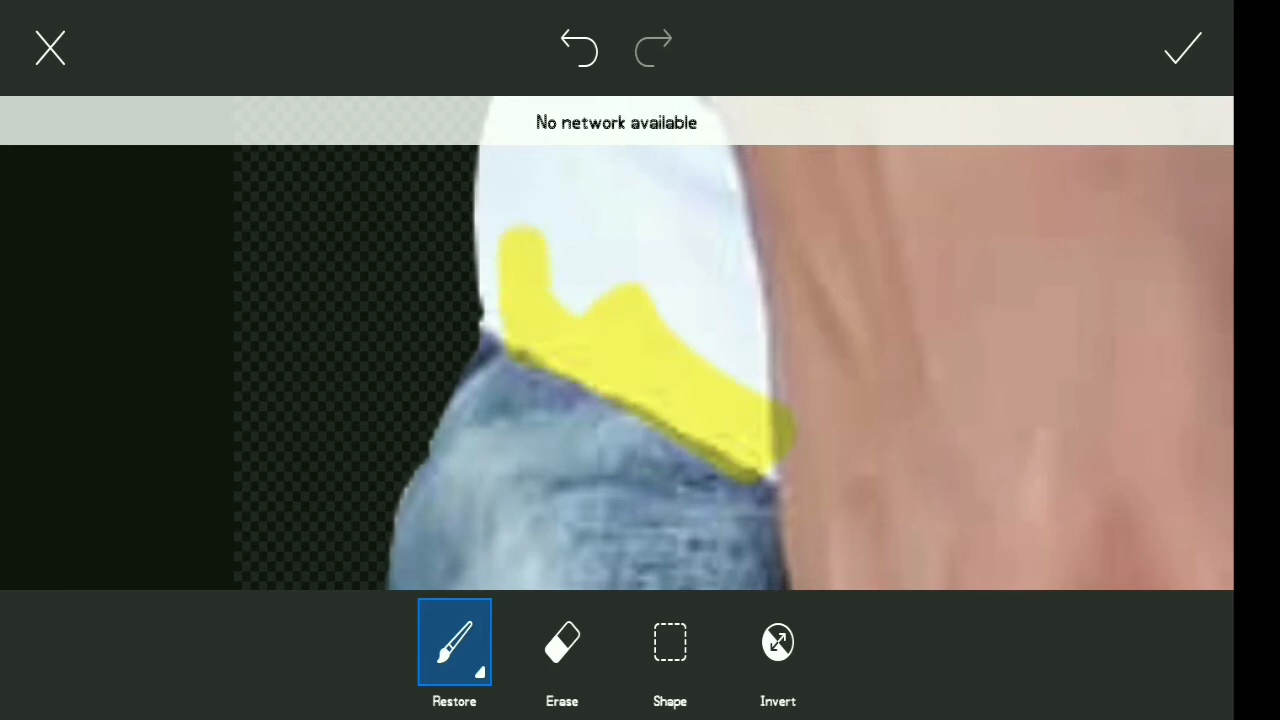 No network available
Restore
Erase
Shape
Invert